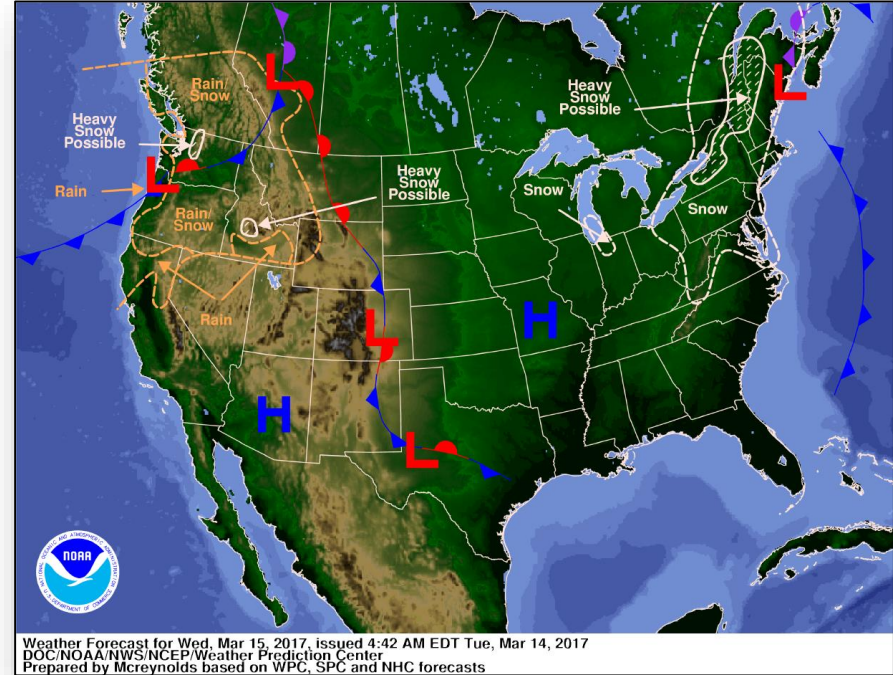 Rain/
Snow
Heavy
Snow
Possible
L
L
Rain
Rain/
Snow
Heavy
Snow
Possible
Rain
Heavy
Snow
Possible
L
Snow
Snow
H
L
H
L
NOAA
NATIONAL OCEANIC AND ATMOSPHERIC ADMINISTRATION
U.S. DEPARTMENT OF COMMERCE
Weather Forecast for Wed, Mar 15, 2017, issued 4:42 AM EDT Tue, Mar 14, 2017
DOC/NOAA/NWS/NCEP/Weather Prediction Center
Prepared by Mcreynolds based on WPC, SPC and NHC forecasts